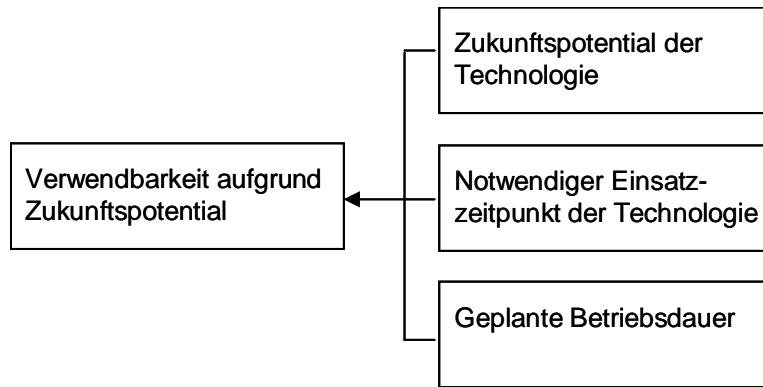 Zukunftspotential der
Technologie
Verwendbarkeit aufgrund
Zukunftspotential
Notwendiger Einsatz-
zeitpunkt der Technologie
Geplante Betriebsdauer